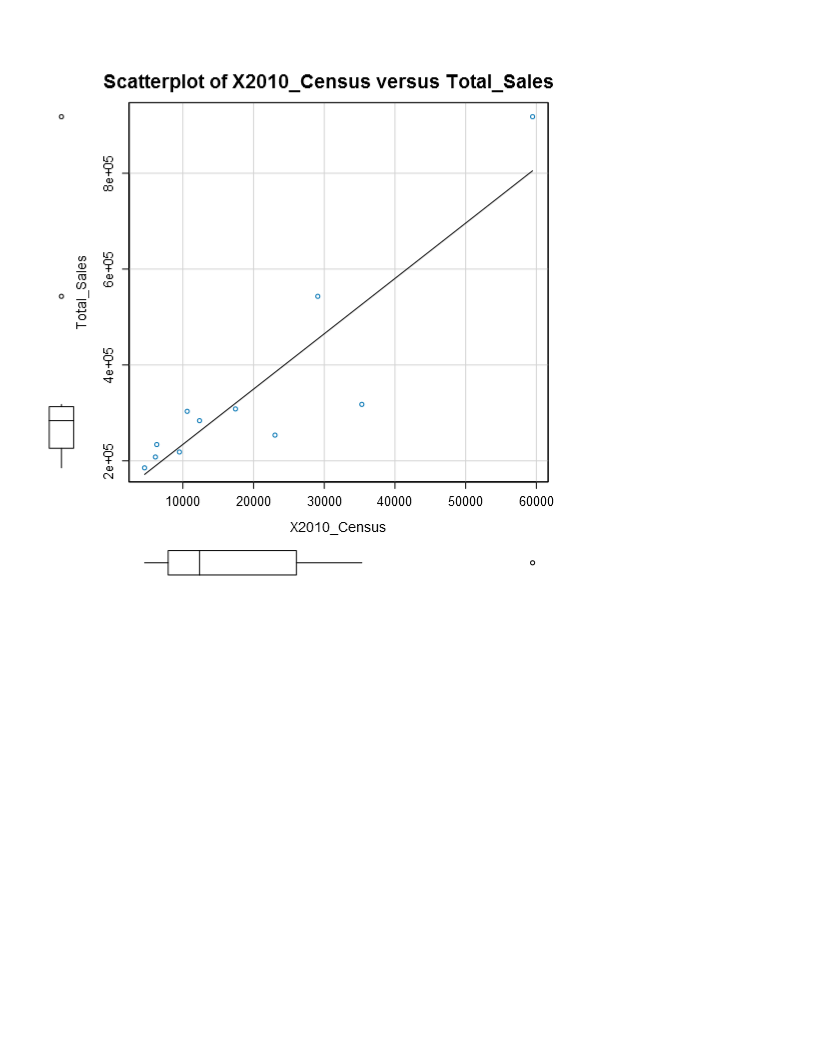 Scatterplot of X2010_Census versus Total_Sales
8e+05
6e+05
4e+05
2e+05
Total_Sales
10000 20000 30000 40000 50000 60000
X2010_Census